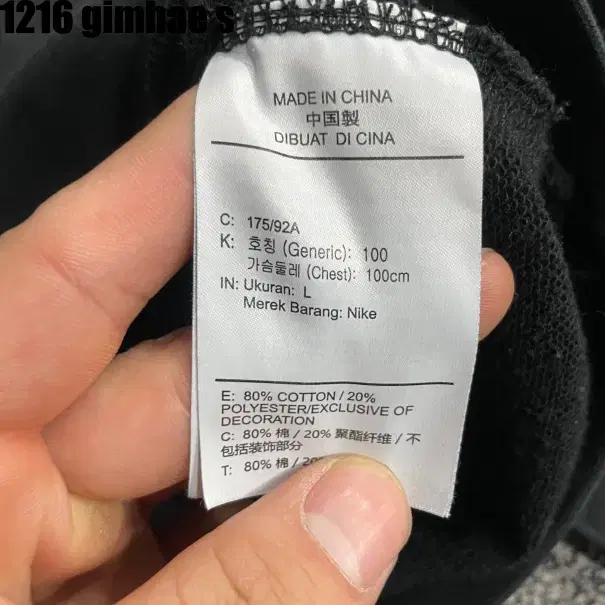 1216 gimhae s
MADE IN CHINA
中国製
DIBUAT DI CINA
C: 175/92A
K: 호칭 (Generic): 100
가슴둘레 (Chest): 100cm
IN: Ukuran: L
Merek Barang: Nike
E: 80% COTTON / 20%
POLYESTER/EXCLUSIVE OF
DECORATION
C: 80% 棉 / 20% 聚酯纤维 / 不
包括装饰部分
T: 80% 棉 / 20